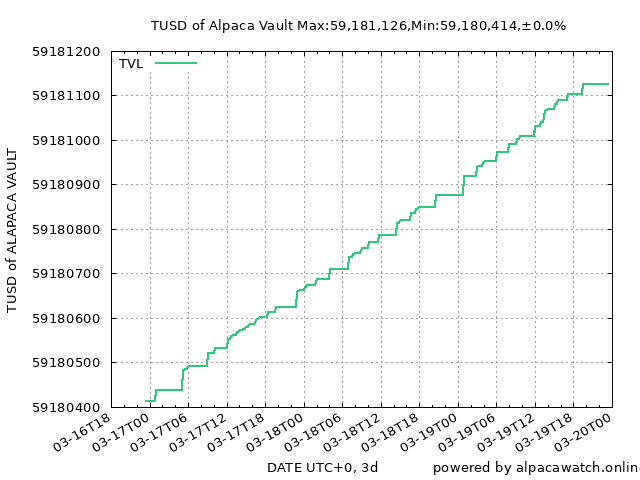 TUSD of Alpaca Vault Max:59,181,126,Min:59,180,414,±0.0%
TVL
59181200
59181100
59181000
59180900
59180800
59180700
59180600
59180500
59180400
TUSD of ALAPACA VAULT
03-16T18
03-17T00
03-17T06
03-17T12
03-17T18
03-18T00
03-18T06
03-18T12
03-18T18
03-19T00
03-19T06
03-19T12
03-19T18
03-20T00
DATE UTC+0, 3d
powered by alpacawatch.onlin